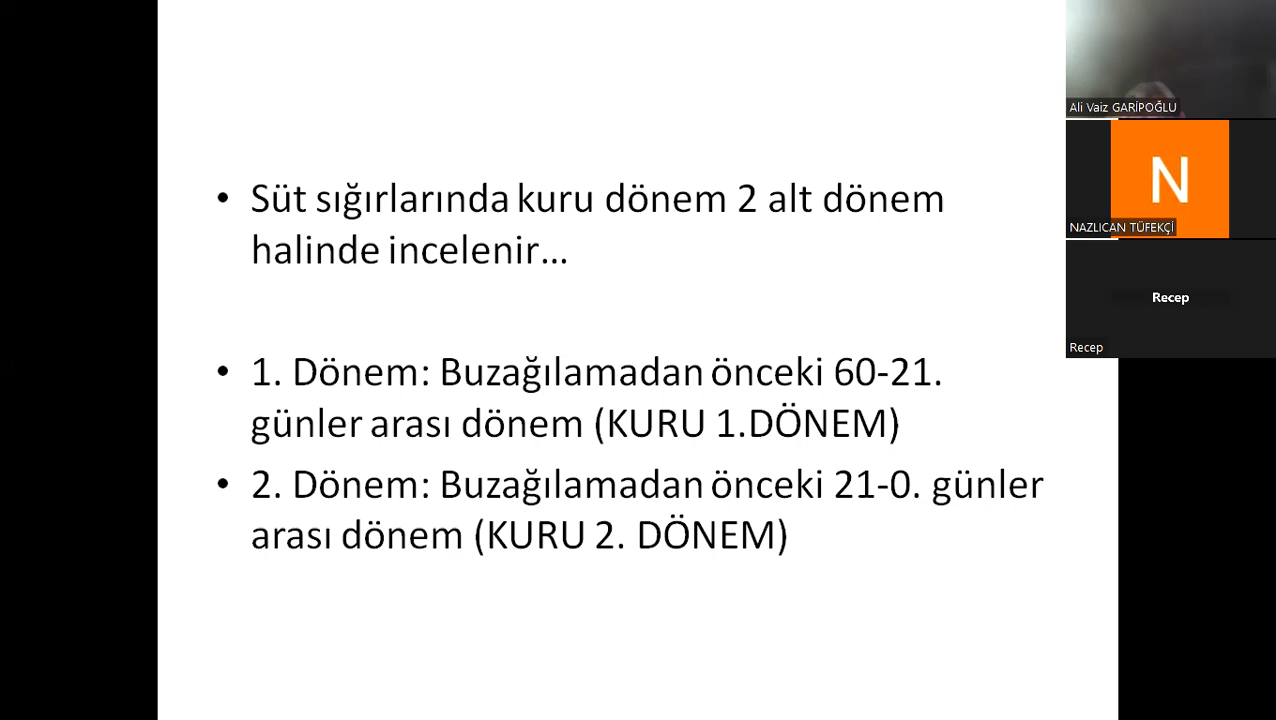 • Süt sığırlarında kuru dönem 2 alt dönem
halinde incelenir...
• 1. Dönem: Buzağılamadan önceki 60-21.
günler arası dönem (KURU 1.DÖNEM)
• 2. Dönem: Buzağılamadan önceki 21-0. günler
arası dönem (KURU 2. DÖNEM)
Ali Vaiz GARİPOĞLU
N
NAZLICAN TÜFEKÇİ
Recep
Recep